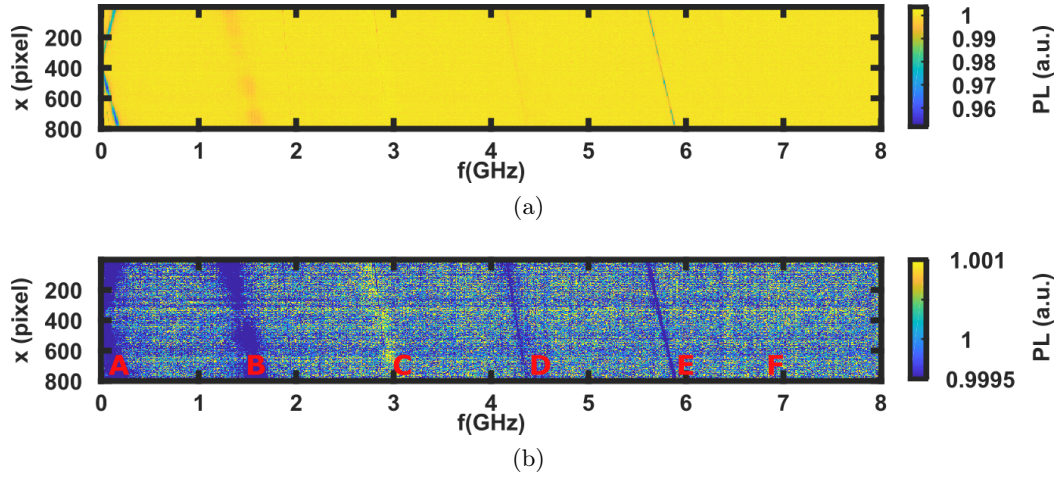 200
400
600
800
x (pixel)
0 1 2 3 4 5 6 7 8
f(GHz)
1
0.99
0.98
0.97
0.96
PL (a.u.)
(a)
200
400
600
800
x (pixel)
A B C D E F
0 1 2 3 4 5 6 7 8
f(GHz)
1.001
1
0.9995
PL (a.u.)
(b)